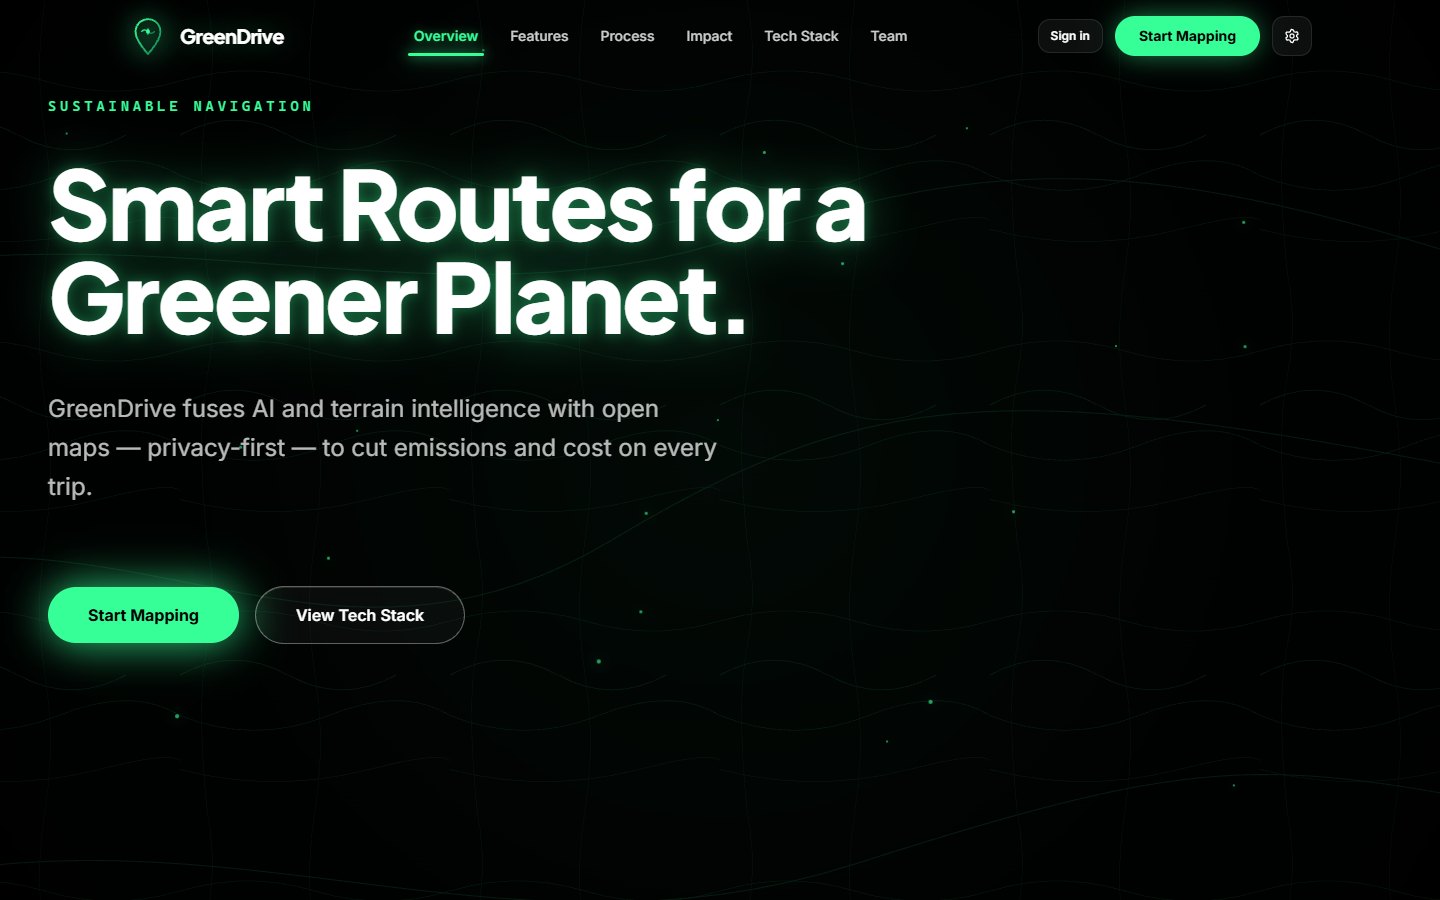 GreenDrive
Overview Features Process Impact Tech Stack Team
Sign in
Start Mapping
SUSTAINABLE NAVIGATION
Smart Routes for a
Greener Planet.
GreenDrive fuses AI and terrain intelligence with open
maps — privacy-first — to cut emissions and cost on every
trip.
Start Mapping
View Tech Stack